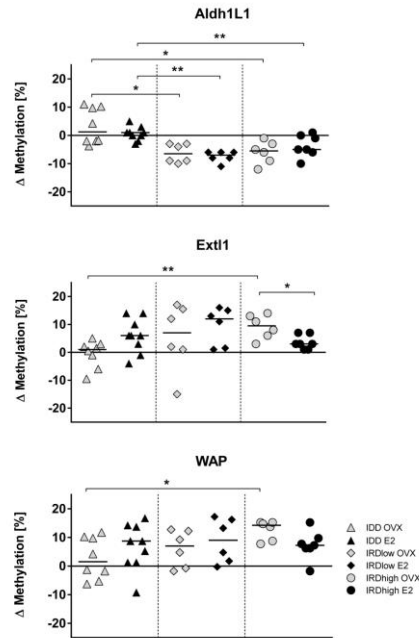 Aldh1L1
**
*
**
*
Δ Methylation [%]
20
10
0
-10
-20
Extl1
**
*
Δ Methylation [%]
20
10
0
-10
-20
WAP
*
Δ Methylation [%]
20
10
0
-10
-20
IDD OVX
IDD E2
IRDlow OVX
IRDlow E2
IRDhigh OVX
IRDhigh E2